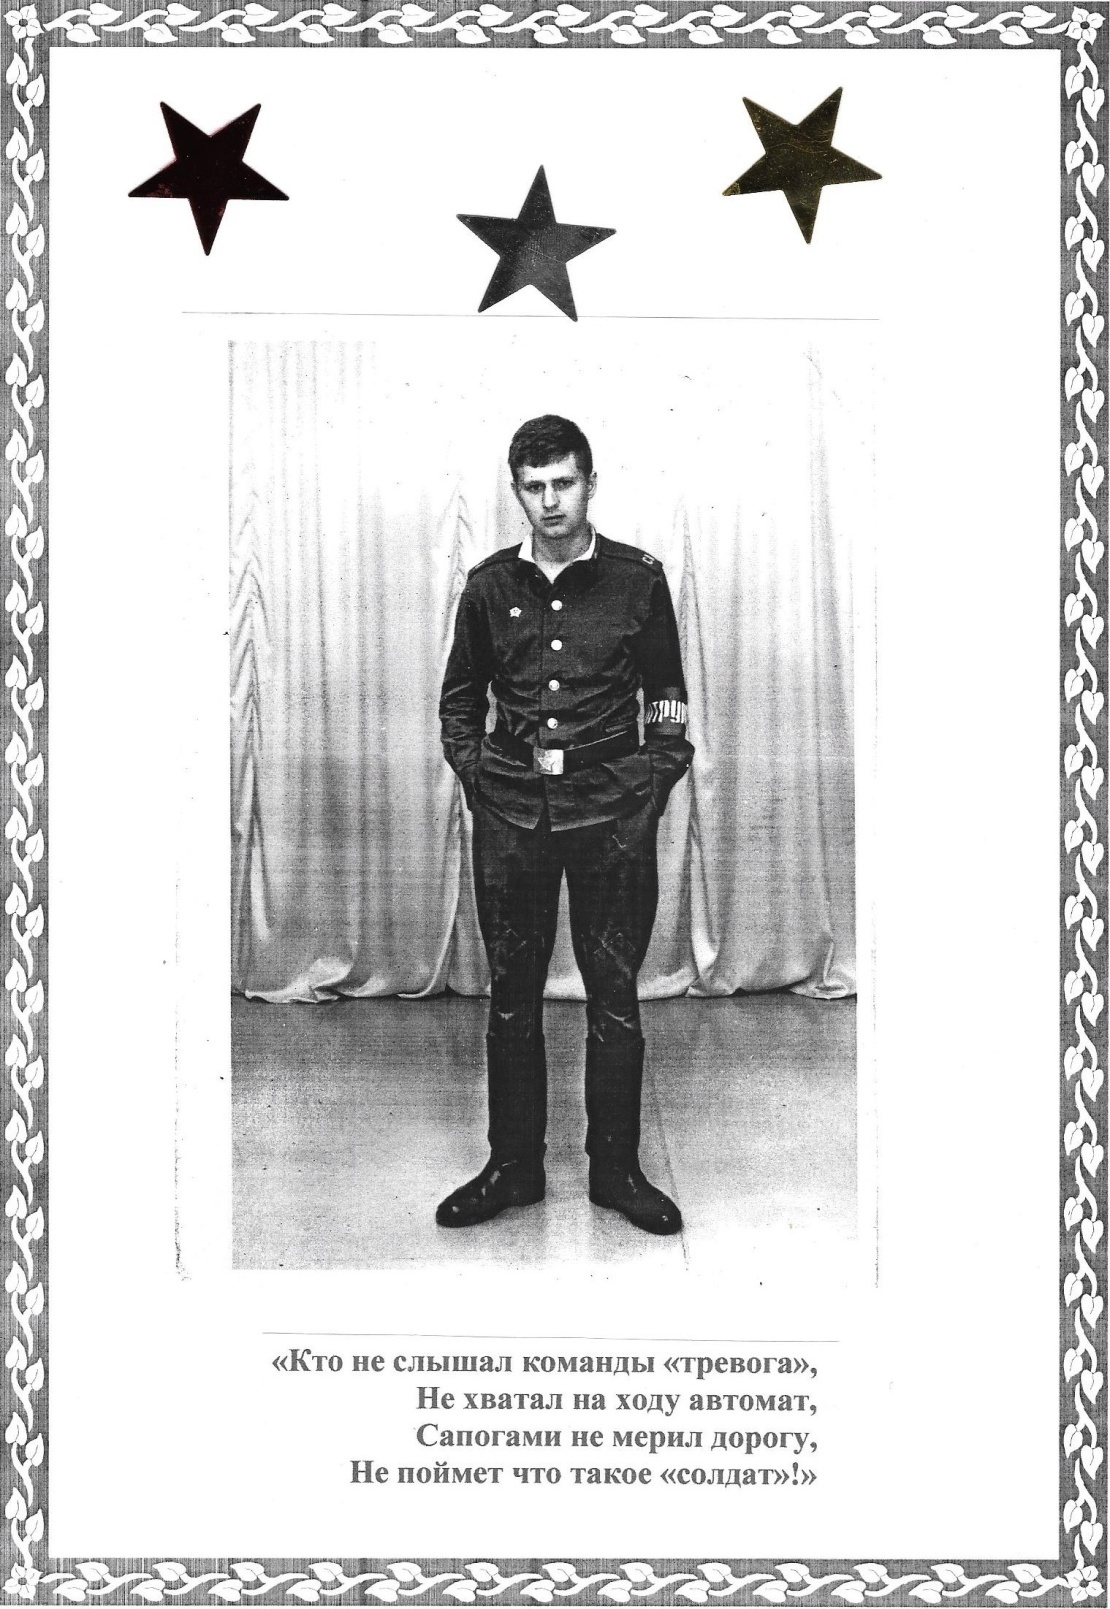 «Кто не слышал команды «тревога»,
Не хватал на ходу автомат,
Сапогами не мерил дорогу,
Не поймет что такое «солдат»!»